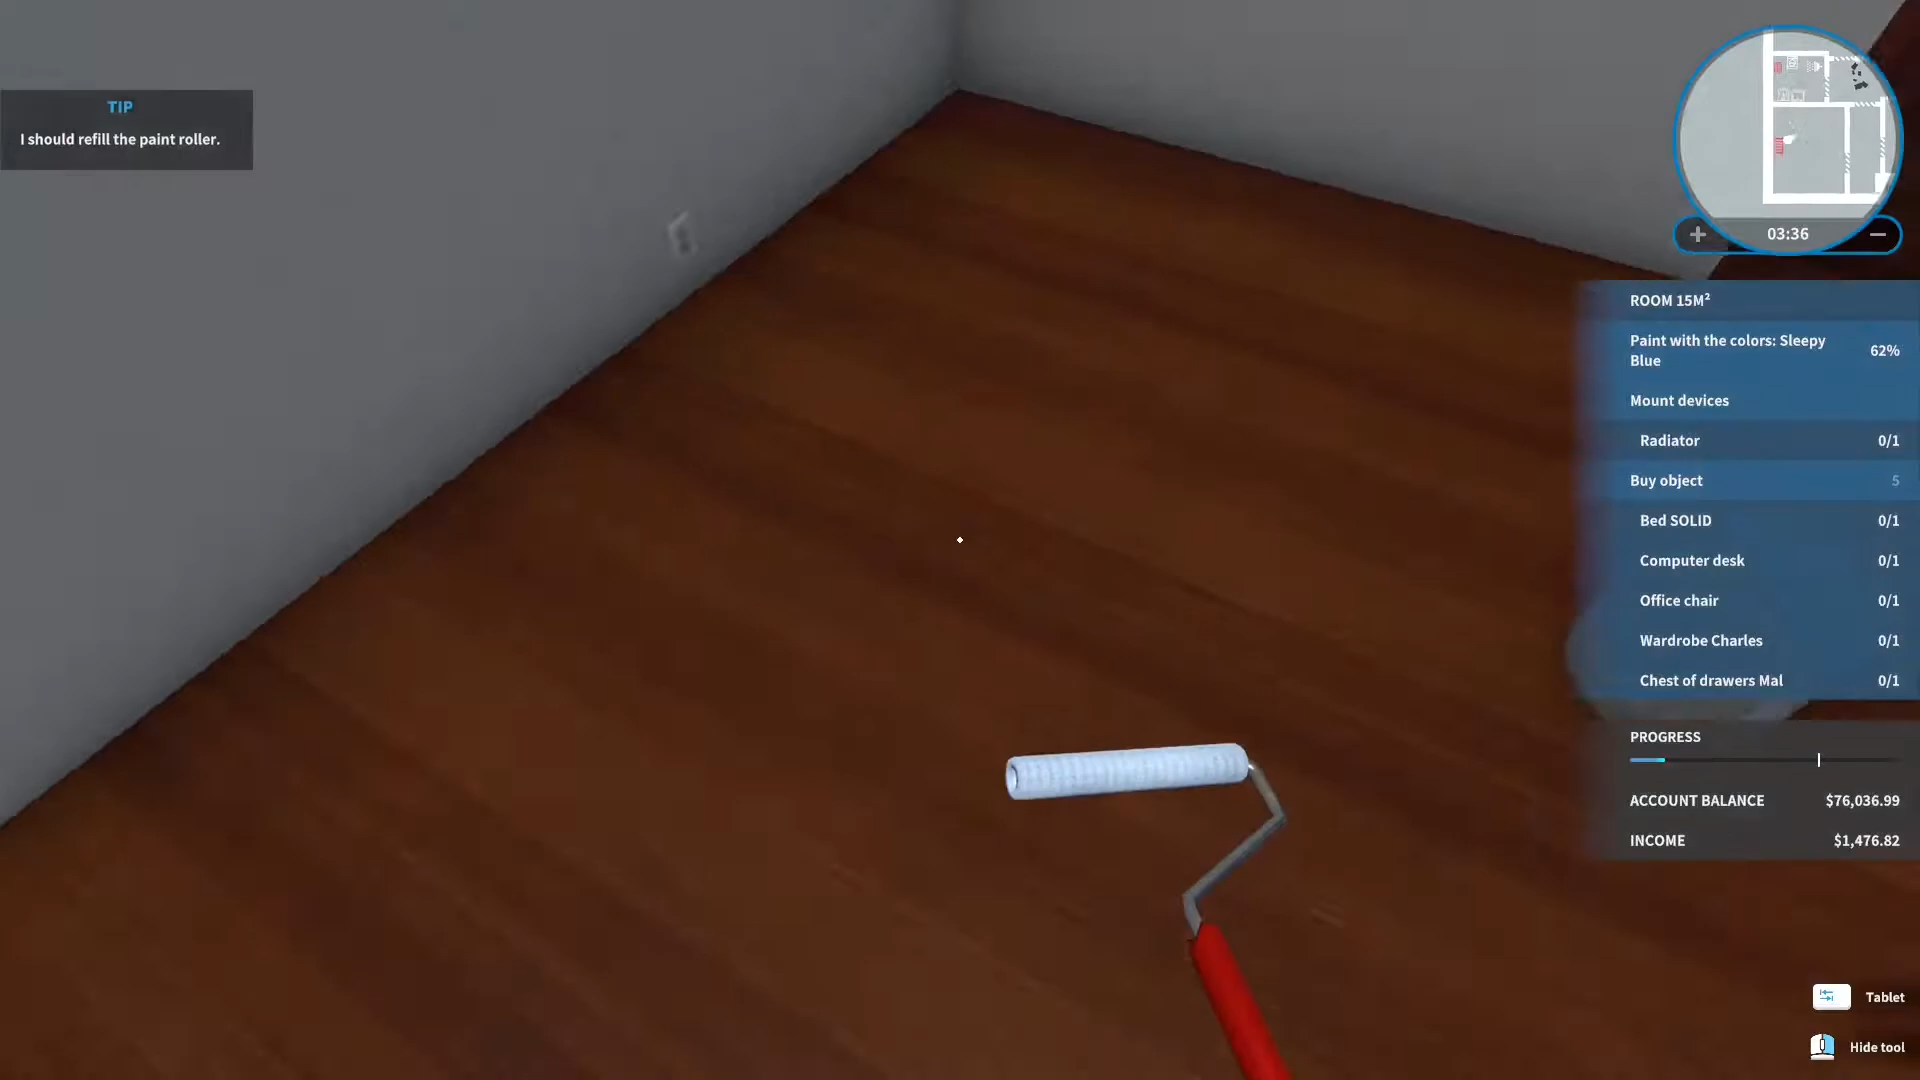 TIP
I should refill the paint roller.
03:36
ROOM 15M²
Paint with the colors: Sleepy
Blue
62%
Mount devices
Radiator 0/1
Buy object 5
Bed SOLID 0/1
Computer desk 0/1
Office chair 0/1
Wardrobe Charles 0/1
Chest of drawers Mal 0/1
PROGRESS
ACCOUNT BALANCE $76,036.99
INCOME $1,476.82
Tablet
Hide tool